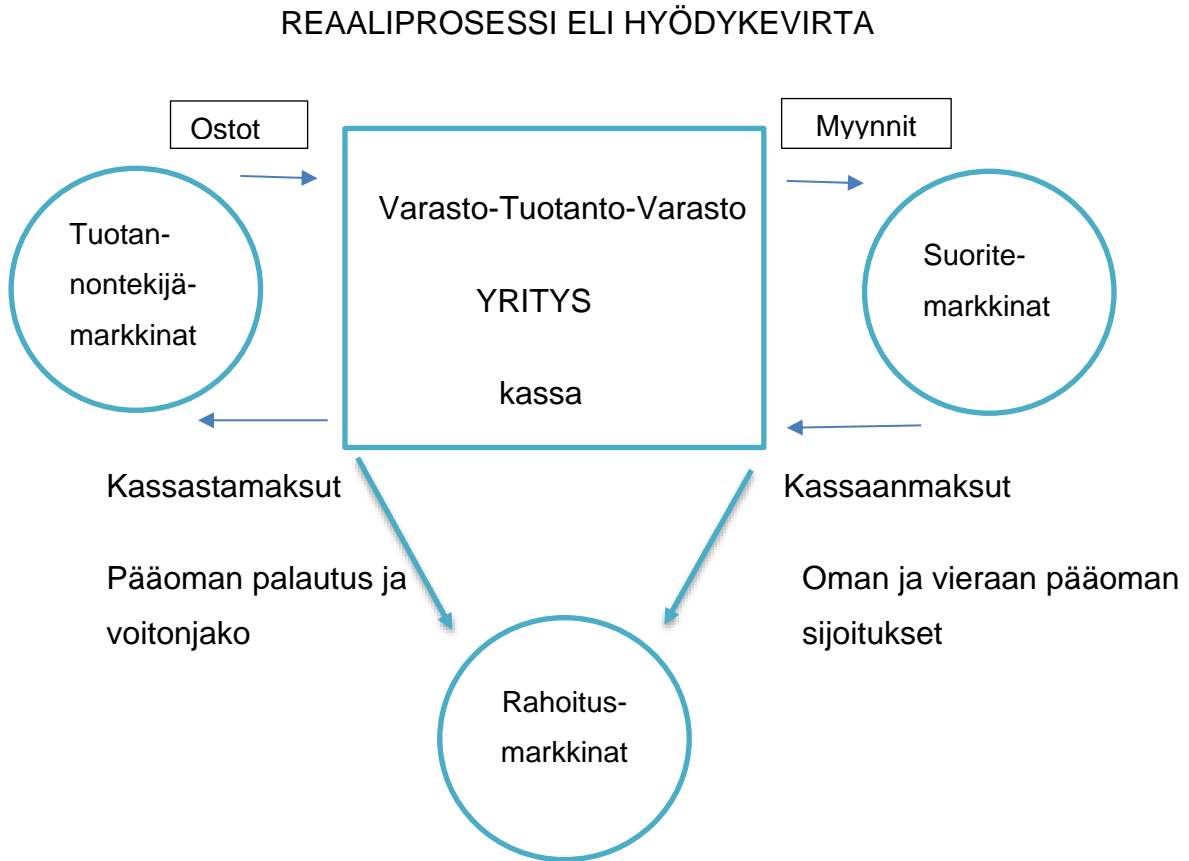 REAALIPROSESSI ELI HYÖDYKEVIRTA
Ostot
Myynnit
Varasto-Tuotanto-Varasto
YRITYS
kassa
Tuotan-
nontekijä-
markkinat
Suorite-
markkinat
Kassastamaksut
Kassaanmaksut
Pääoman palautus ja
voitonjako
Oman ja vieraan pääoman
sijoitukset
Rahoitus-
markkinat